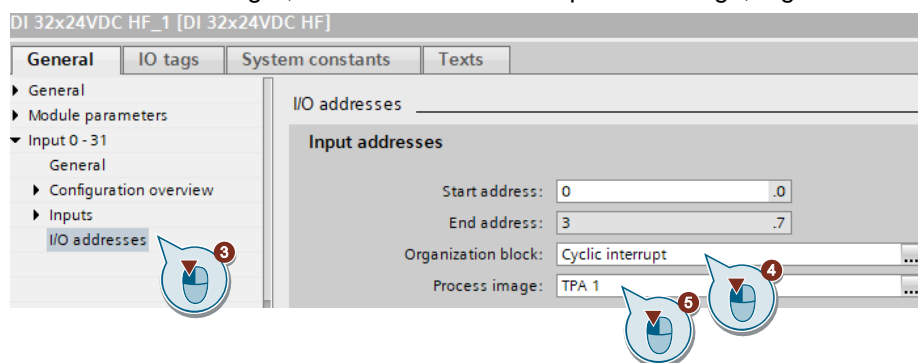 DI 32x24VDC HF_1 [DI 32x24VDC HF]
General IO tags System constants Texts
General
Module parameters
Input 0 - 31
General
Configuration overview
Inputs
I/O addresses
3
I/O addresses
Input addresses
Start address: 0 .0
End address: 3 .7
Organization block: Cyclic interrupt ...
4
Process image: TPA 1 ...
5